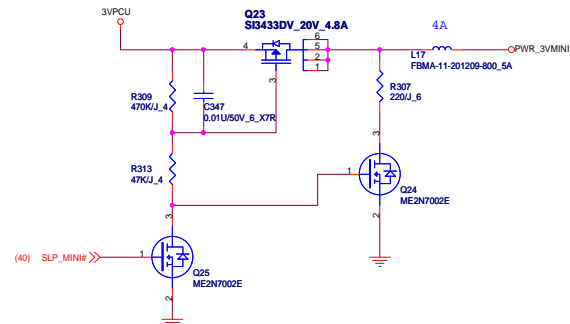 3VPCU
Q23
SI3433DV_20V_4.8A
4A
4
6
5
2
1
3
L17
FBMA-11-201209-800_5A
PWR_3VMINI
R309
470K/J_4
C347
0.01U/50V_6_X7R
R307
220/J_6
R313
47K/J_4
3
1
2
Q24
ME2N7002E
3
(40) SLP_MINI#
1
2
Q25
ME2N7002E